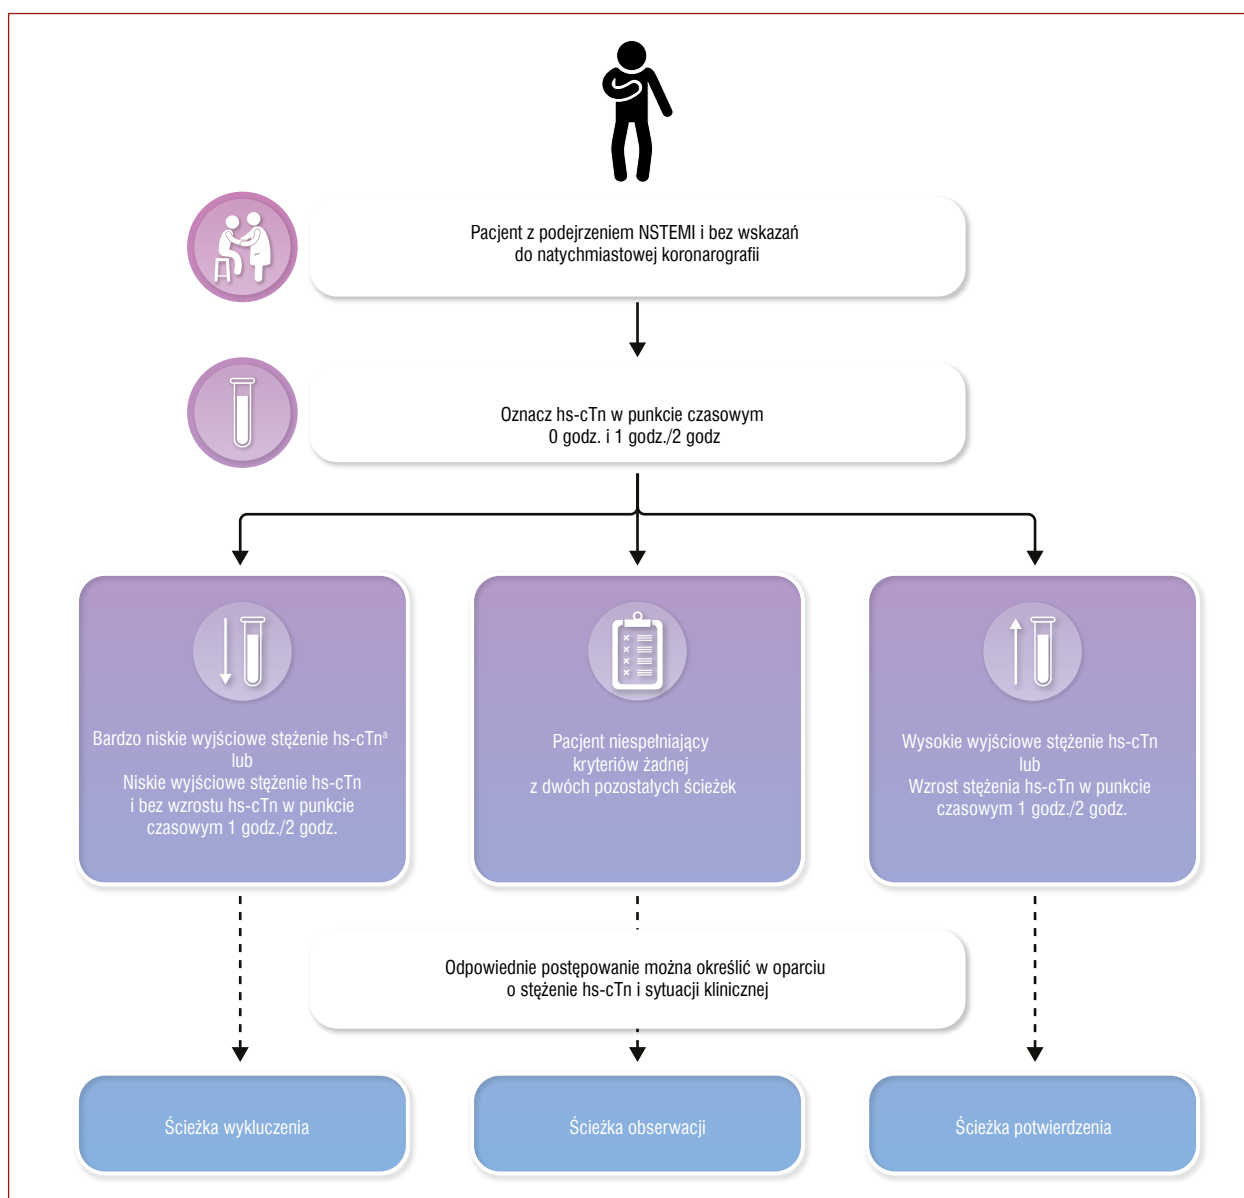 Pacjent z podejrzeniem NSTEMI i bez wskazań
do natychmiastowej koronarografii
Oznacz hs-cTn w punkcie czasowym
0 godz. i 1 godz./2 godz
Bardzo niskie wyjściowe stężenie hs-cTnᵃ
lub
Niskie wyjściowe stężenie hs-cTn
i bez wzrostu hs-cTn w punkcie
czasowym 1 godz./2 godz.
Pacjent niespełniający
kryteriów żadnej
z dwóch pozostałych ścieżek
Wysokie wyjściowe stężenie hs-cTn
lub
Wzrost stężenia hs-cTn w punkcie
czasowym 1 godz./2 godz.
Odpowiednie postępowanie można określić w oparciu
o stężenie hs-cTn i sytuacji klinicznej
Ścieżka wykluczenia
Ścieżka obserwacji
Ścieżka potwierdzenia